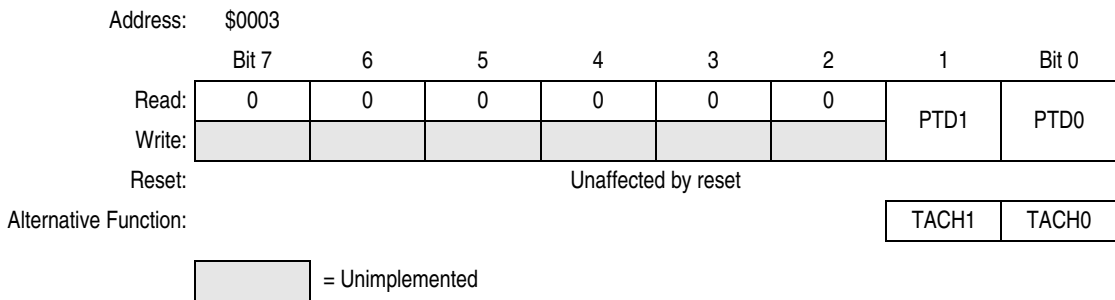 Address: $0003
Bit 7 6 5 4 3 2 1 Bit 0
Read: 0 0 0 0 0 0 PTD1 PTD0
Write:
Reset: Unaffected by reset
Alternative Function: TACH1 TACH0
= Unimplemented